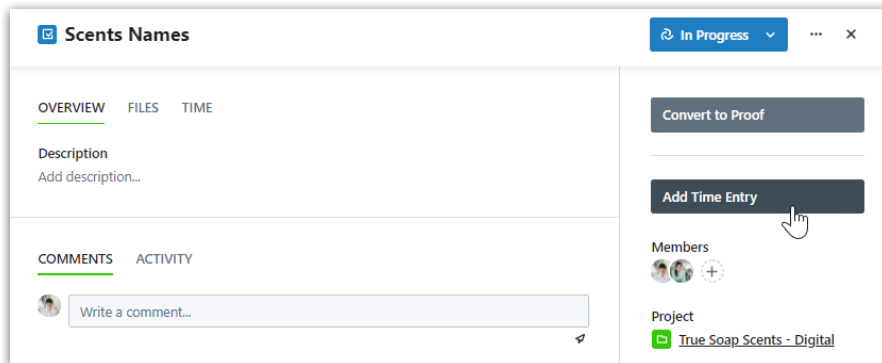 Scents Names
In Progress
OVERVIEW FILES TIME
Description
Add description...
COMMENTS ACTIVITY
Write a comment...
Convert to Proof
Add Time Entry
Members
Project
True Soap Scents - Digital